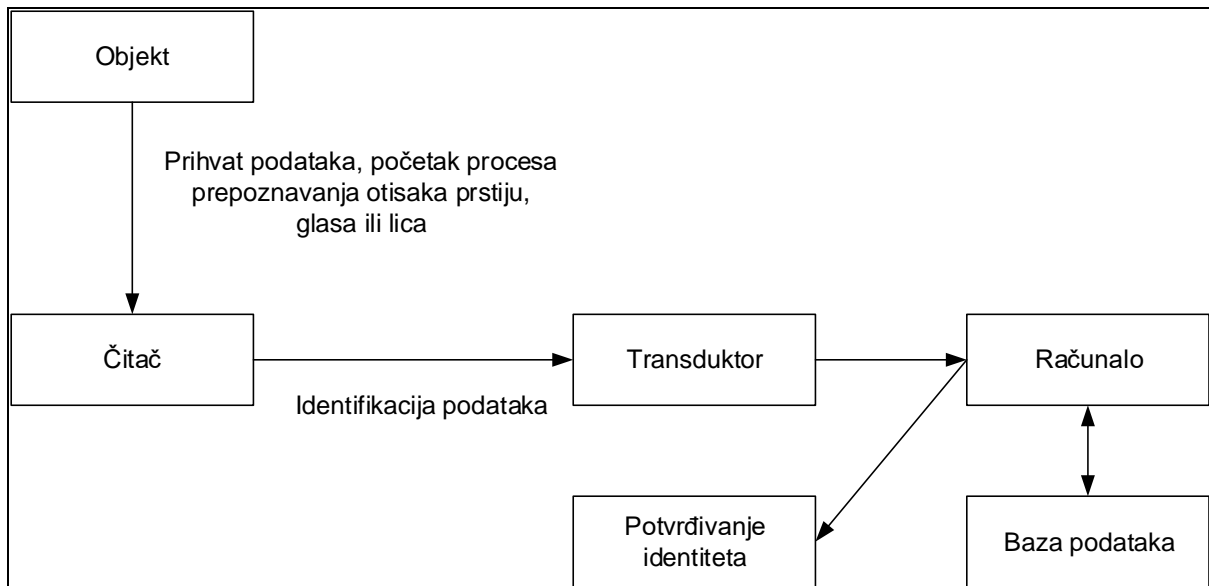 Objekt
Prihvat podataka, početak procesa
prepoznavanja otisaka prstiju,
glasa ili lica
Čitač
Transduktor
Računalo
Identifikacija podataka
Potvrđivanje
identiteta
Baza podataka